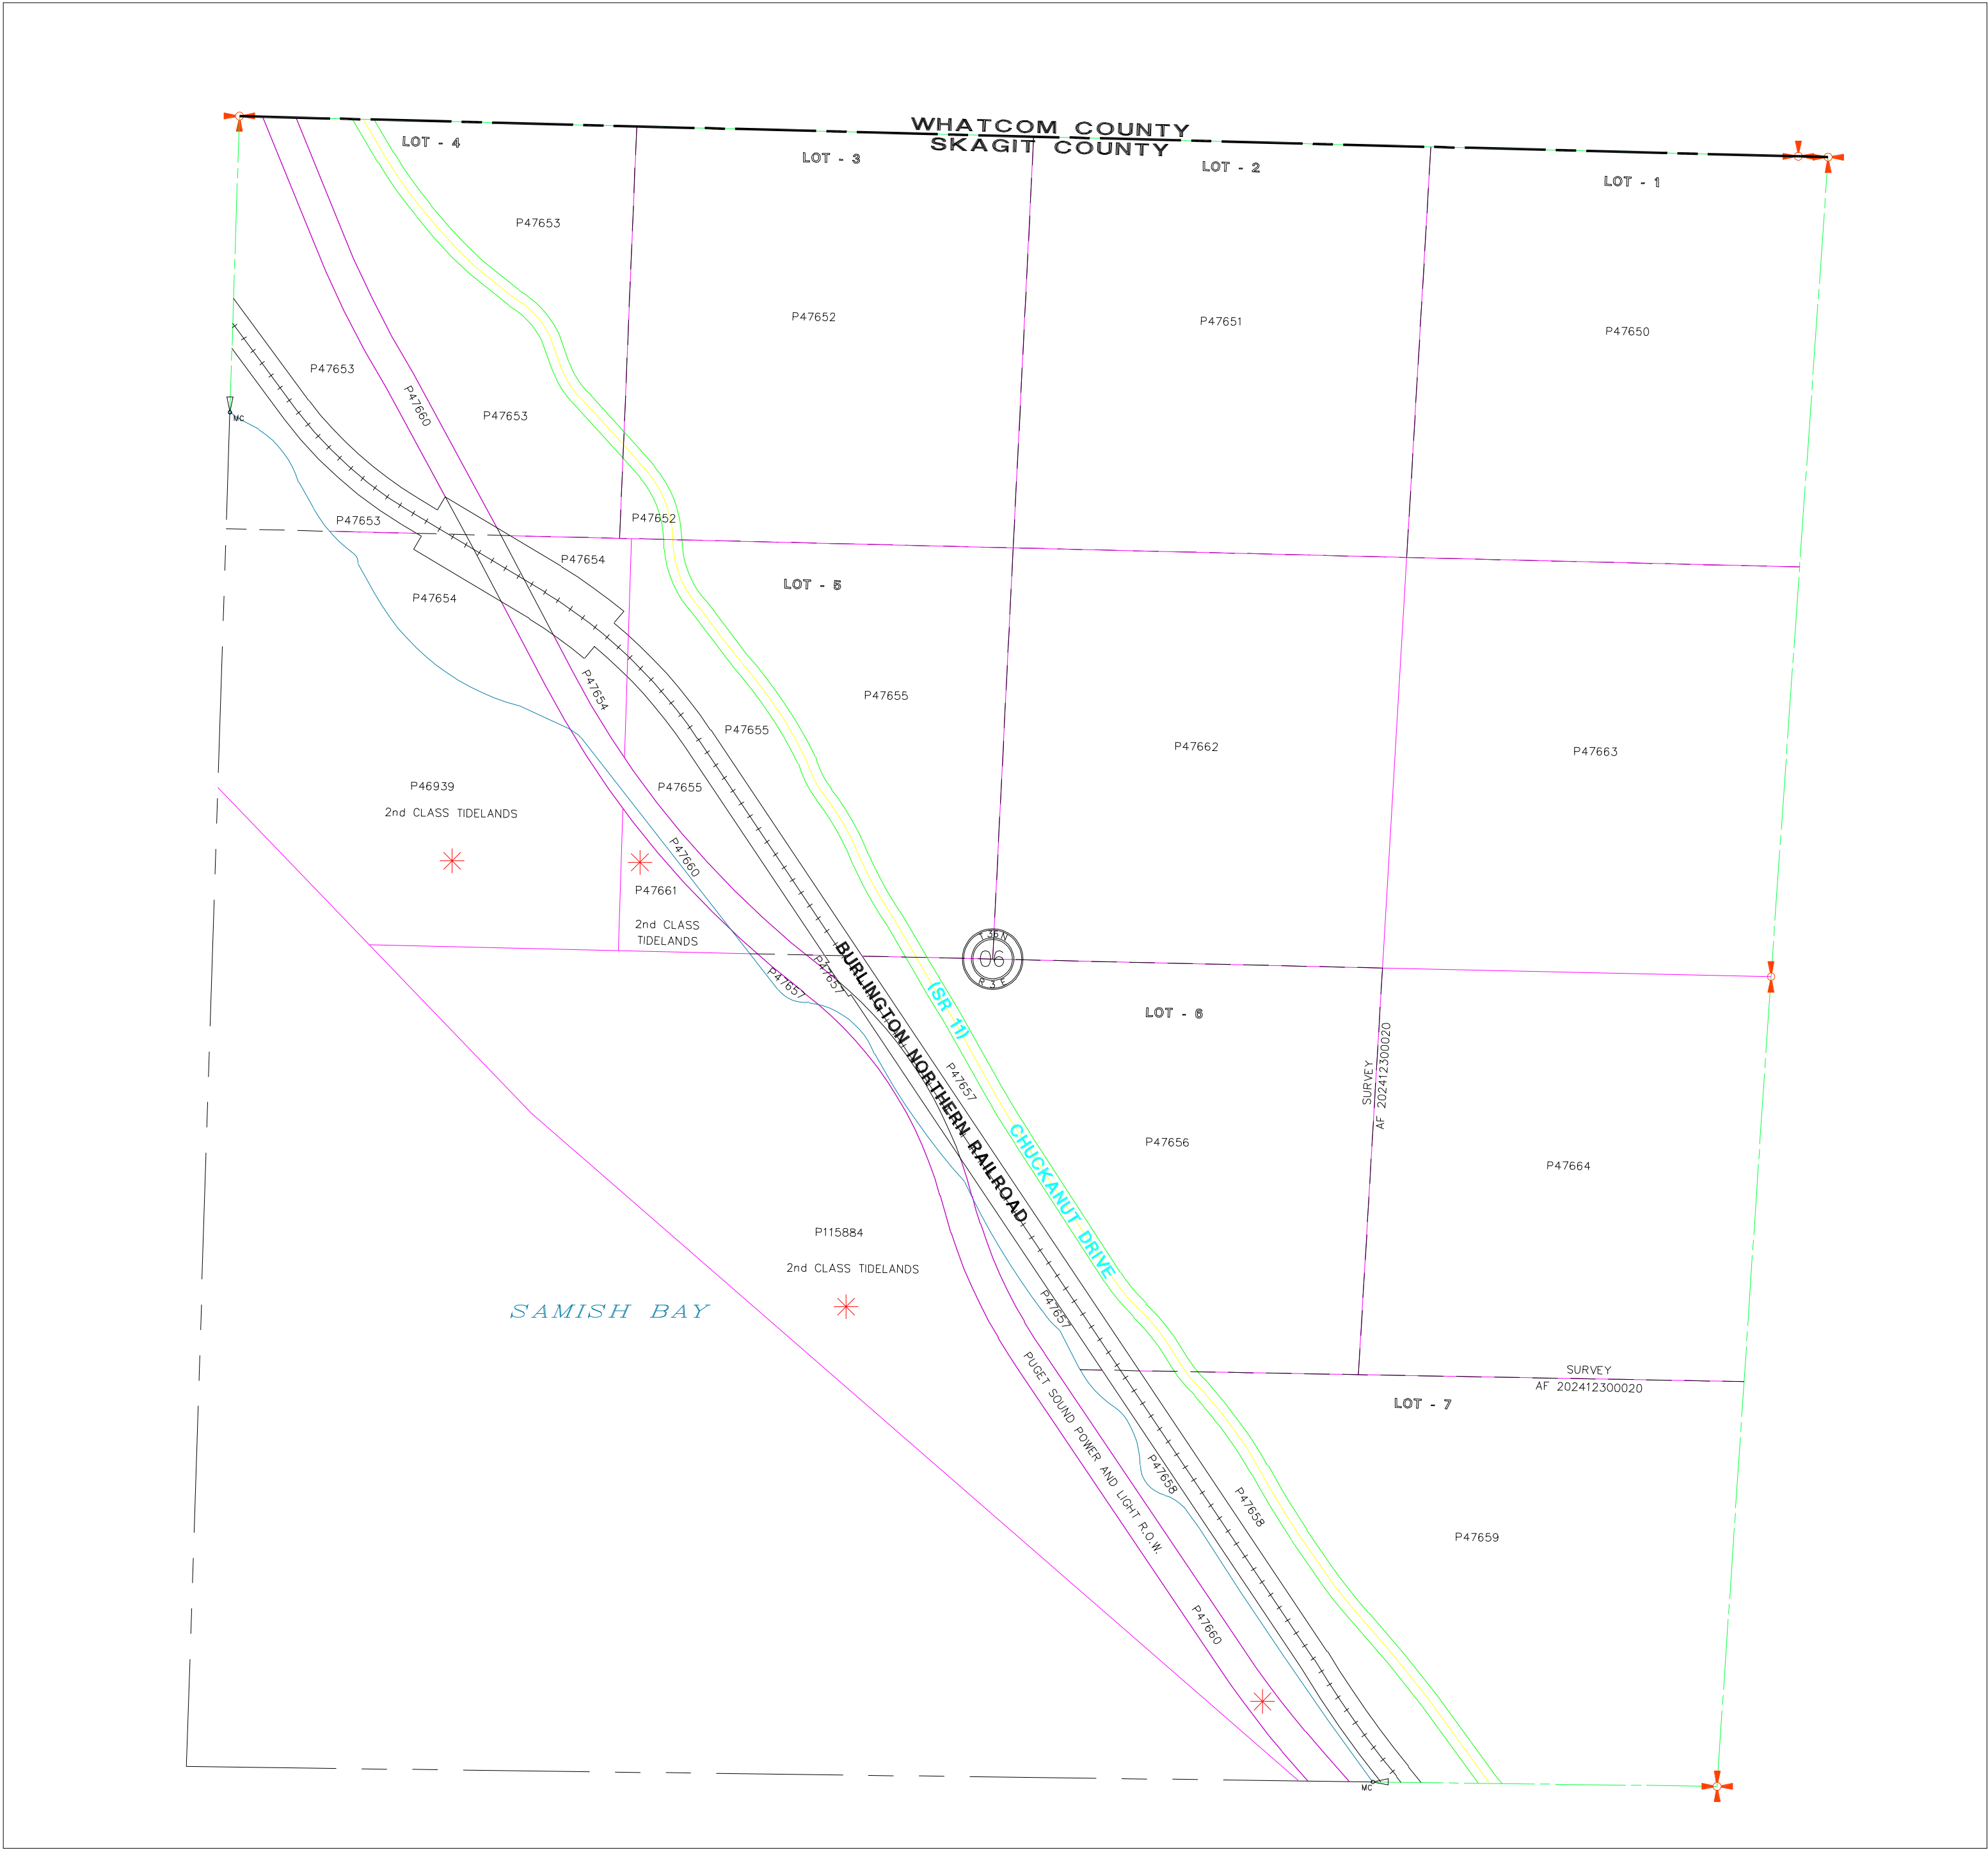 WHATCOM COUNTY
SKAGIT COUNTY
LOT - 4
LOT - 3
LOT - 2
LOT - 1
P47653
P47652
P47651
P47650
P47653
P47660
P47653
MC
P47653
P47652
P47654
LOT - 5
P47654
P47654
P47655
P47655
P47662
P47663
P46939
2nd CLASS TIDELANDS
P47655
P47660
P47661
2nd CLASS
TIDELANDS
T36N
06
R 3 E
P47657
P47657
BURLINGTON NORTHERN RAILROAD
(SR 11)
LOT - 6
SURVEY
AF 202412300020
P47657
CHUCKANUT DRIVE
P47656
P47664
P115884
2nd CLASS TIDELANDS
SAMISH BAY
P47657
PUGET SOUND POWER AND LIGHT R.O.W.
SURVEY
AF 202412300020
LOT - 7
P47658
P47658
P47659
P47660
MC